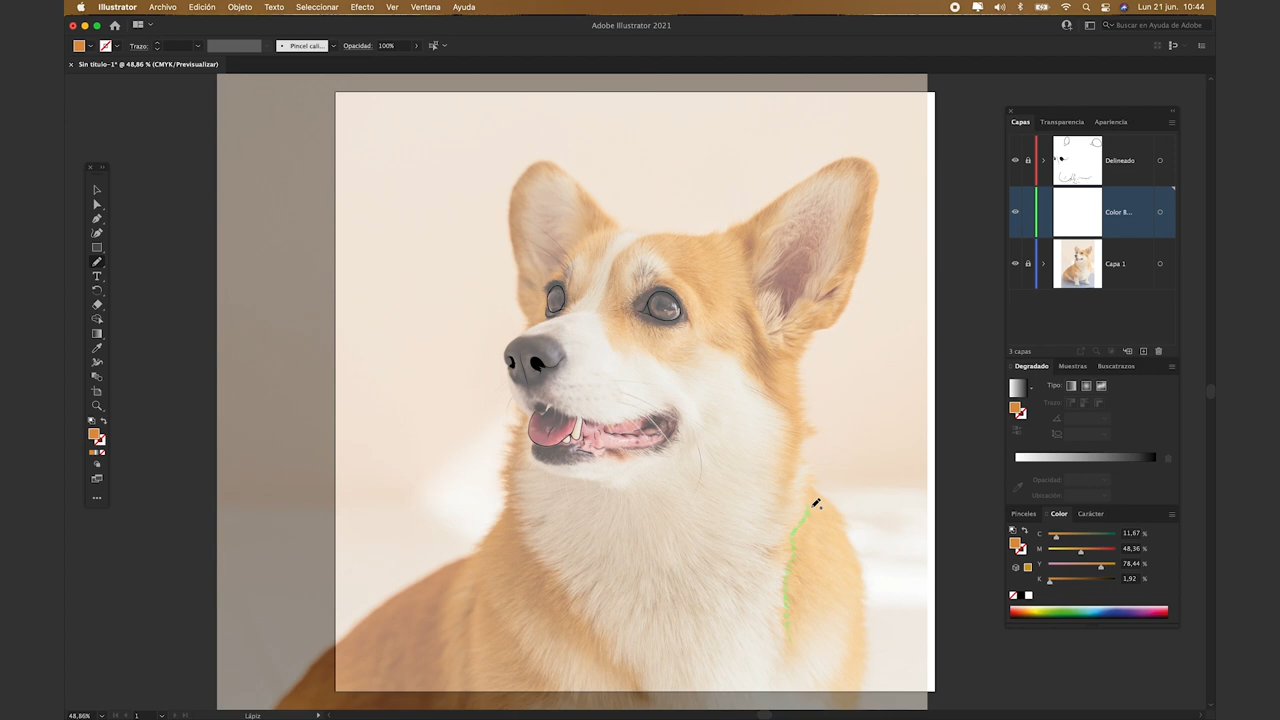 Illustrator Archivo Edición Objeto Texto Seleccionar Efecto Ver Ventana Ayuda Lun 21 jun. 10:44
Adobe Illustrator 2021
Buscar en Ayuda de Adobe
Trazo: Pincel cali... Opacidad: 100%
Sin título-1* @ 48,86 % (CMYK/Previsualizar)
Capas Transparencia Apariencia
Delineado
Color B...
Capa 1
3 capas
Degradado Muestras Buscatrazos
Tipo:
Trazo:
Opacidad:
Ubicación:
Pinceles Color Carácter
C 11,67 %
M 48,36 %
Y 78,44 %
K 1,92 %
48,86% 1 Lápiz